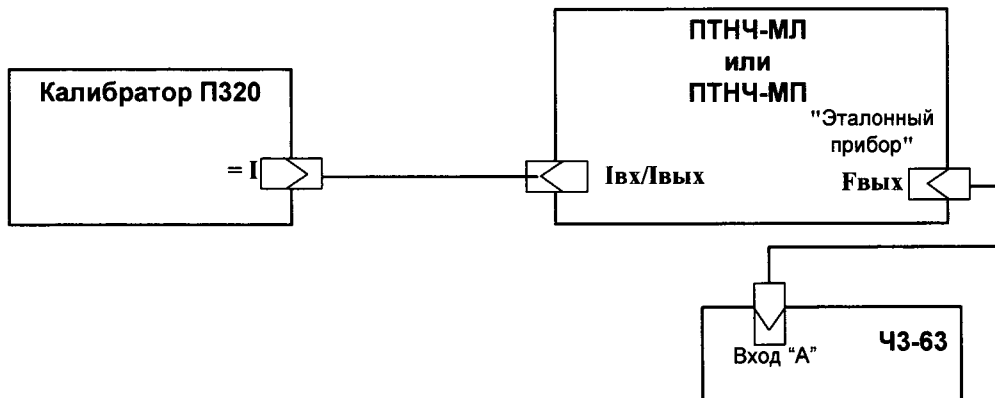 ПТНЧ-МЛ
или
ПТНЧ-МП
Калибратор П320
"Эталонный
прибор"
= I
Iвх/Iвых
Fвых
Ч3-63
Вход "А"